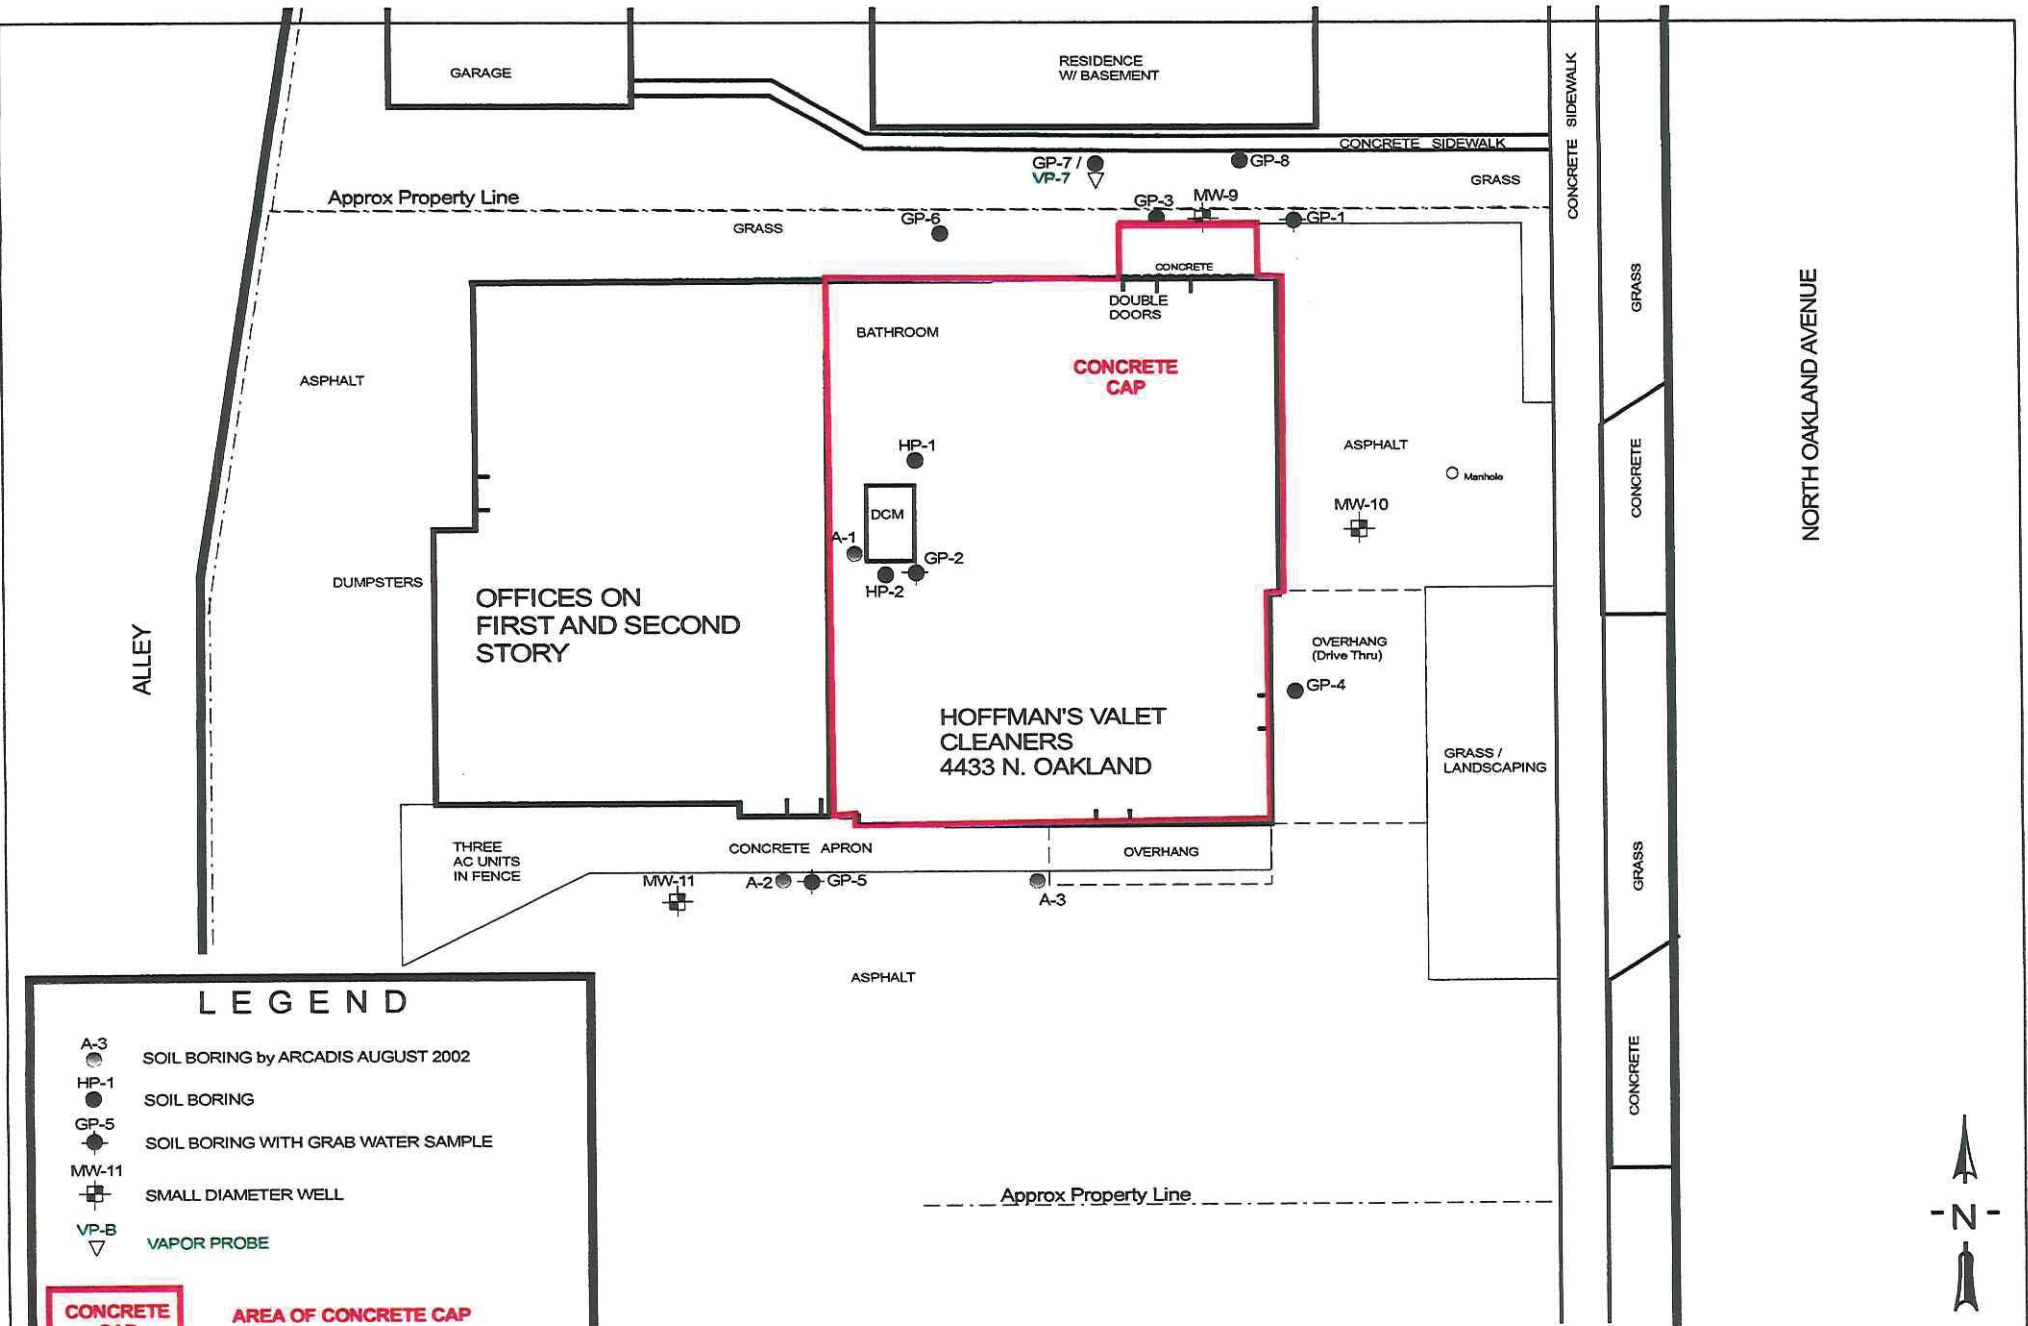 GARAGE
RESIDENCE
W/ BASEMENT
CONCRETE SIDEWALK
CONCRETE SIDEWALK
GP-7 /
VP-7
GP-8
GRASS
Approx Property Line
GP-3
MW-9
GP-1
GP-6
GRASS
CONCRETE
DOUBLE
DOORS
BATHROOM
CONCRETE
CAP
ASPHALT
GRASS
NORTH OAKLAND AVENUE
HP-1
ASPHALT
Manhole
CONCRETE
DCM
MW-10
A-1
GP-2
HP-2
DUMPSTERS
OFFICES ON
FIRST AND SECOND
STORY
ALLEY
OVERHANG
(Drive Thru)
GP-4
HOFFMAN'S VALET
CLEANERS
4433 N. OAKLAND
GRASS /
LANDSCAPING
THREE
AC UNITS
IN FENCE
CONCRETE APRON
OVERHANG
GRASS
MW-11
A-2
GP-5
A-3
ASPHALT
LEGEND
A-3
SOIL BORING by ARCADIS AUGUST 2002
HP-1
SOIL BORING
GP-5
SOIL BORING WITH GRAB WATER SAMPLE
MW-11
SMALL DIAMETER WELL
VP-B
VAPOR PROBE
CONCRETE
CAP
AREA OF CONCRETE CAP
CONCRETE
Approx Property Line
-N-